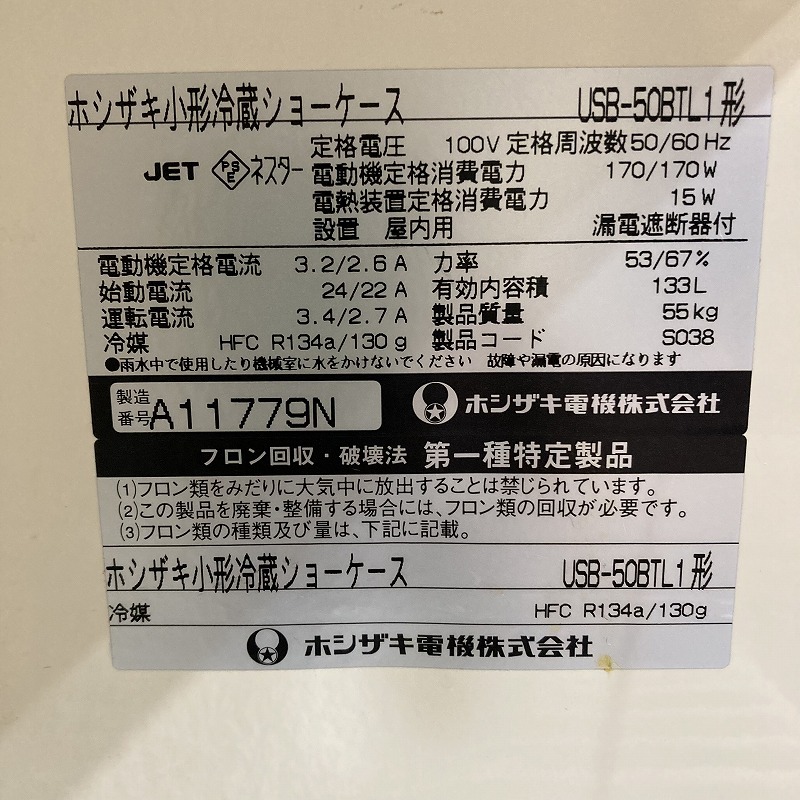 ホシザキ小形冷蔵ショーケース USB-50BTL1形
定格電圧 100V 定格周波数50/60Hz
JET PSE ネスター 電動機定格消費電力 170/170W
電熱装置定格消費電力 15W
設置 屋内用 漏電遮断器付
電動機定格電流 3.2/2.6 A 力率 53/67%
始動電流 24/22 A 有効内容積 133L
運転電流 3.4/2.7 A 製品質量 55kg
冷媒 HFC R134a/130g 製品コード S038
●雨水中で使用したり機械室に水をかけないでください 故障や漏電の原因になります
製造番号 A11779N ホシザキ電機株式会社
フロン回収・破壊法 第一種特定製品
(1)フロン類をみだりに大気中に放出することは禁じられています。
(2)この製品を廃棄・整備する場合には、フロン類の回収が必要です。
(3)フロン類の種類及び量は、下記に記載。
ホシザキ小形冷蔵ショーケース USB-50BTL1形
冷媒 HFC R134a/130g
ホシザキ電機株式会社